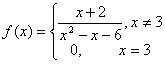 f(x) = { (x + 2)/(x² − x − 6), x ≠ 3
0, x = 3